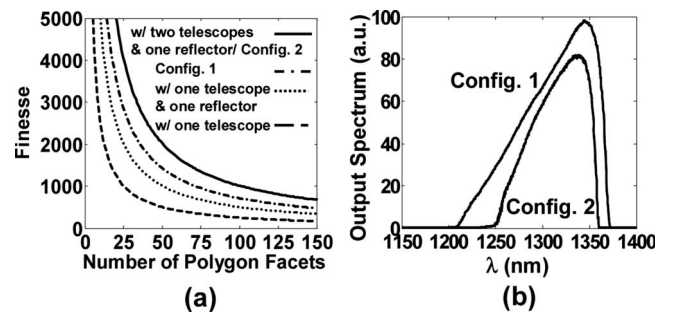 5000
4000
3000
2000
1000
0
Finesse
w/ two telescopes
& one reflector/ Config. 2
Config. 1
w/ one telescope
& one reflector
w/ one telescope
0 25 50 75 100 125 150
Number of Polygon Facets
(a)
100
80
60
40
20
0
Output Spectrum (a.u.)
Config. 1
Config. 2
1150 1200 1250 1300 1350 1400
λ (nm)
(b)